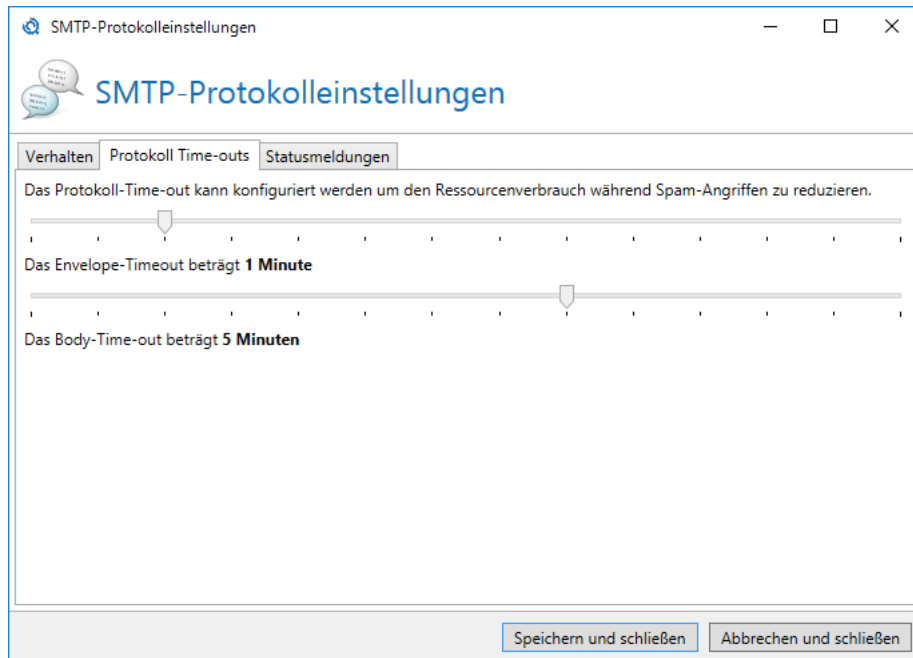 SMTP-Protokolleinstellungen
SMTP-Protokolleinstellungen
Verhalten Protokoll Time-outs Statusmeldungen
Das Protokoll-Time-out kann konfiguriert werden um den Ressourcenverbrauch während Spam-Angriffen zu reduzieren.
Das Envelope-Timeout beträgt 1 Minute
Das Body-Time-out beträgt 5 Minuten
Speichern und schließen Abbrechen und schließen